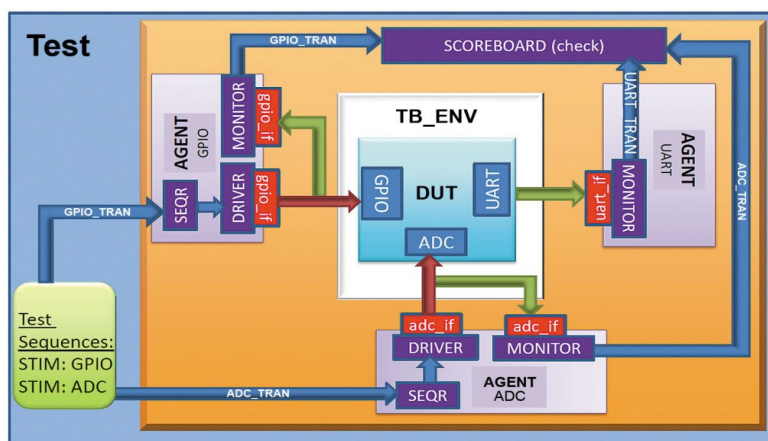 Test
GPIO_TRAN
SCOREBOARD (check)
MONITOR
gpio_if
AGENT
GPIO
TB_ENV
UART_TRAN
AGENT
UART
ADC_TRAN
GPIO_TRAN
SEQR
DRIVER
gpio_if
GPIO
DUT
UART
uart_if
MONITOR
ADC
Test
Sequences:
STIM: GPIO
STIM: ADC
adc_if
adc_if
DRIVER
MONITOR
AGENT
ADC
ADC_TRAN
SEQR